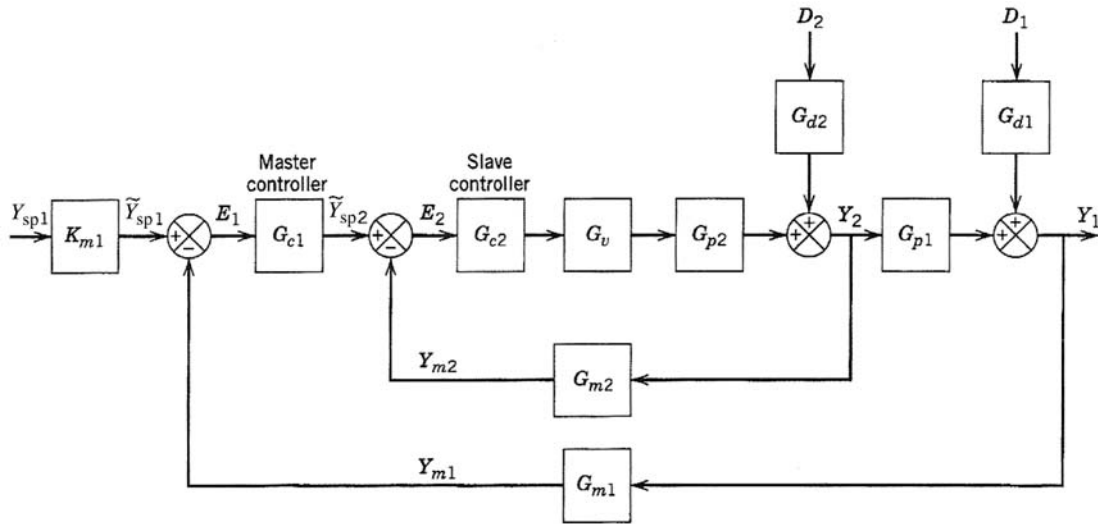 D2 D1
Gd2 Gd1
Master controller
Slave controller
Ysp1 Km1 Ỹsp1 + − E1 Gc1 Ỹsp2 + − E2 Gc2 Gv Gp2 + + Y2 Gp1 + + Y1
Ym2 Gm2
Ym1 Gm1